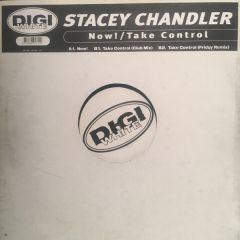 DIGI
WHITE
STACEY CHANDLER
Now!/Take Control
A1. Now! B1. Take Control (Club Mix) B2. Take Control (Friday Remix)
DIGI
WHITE